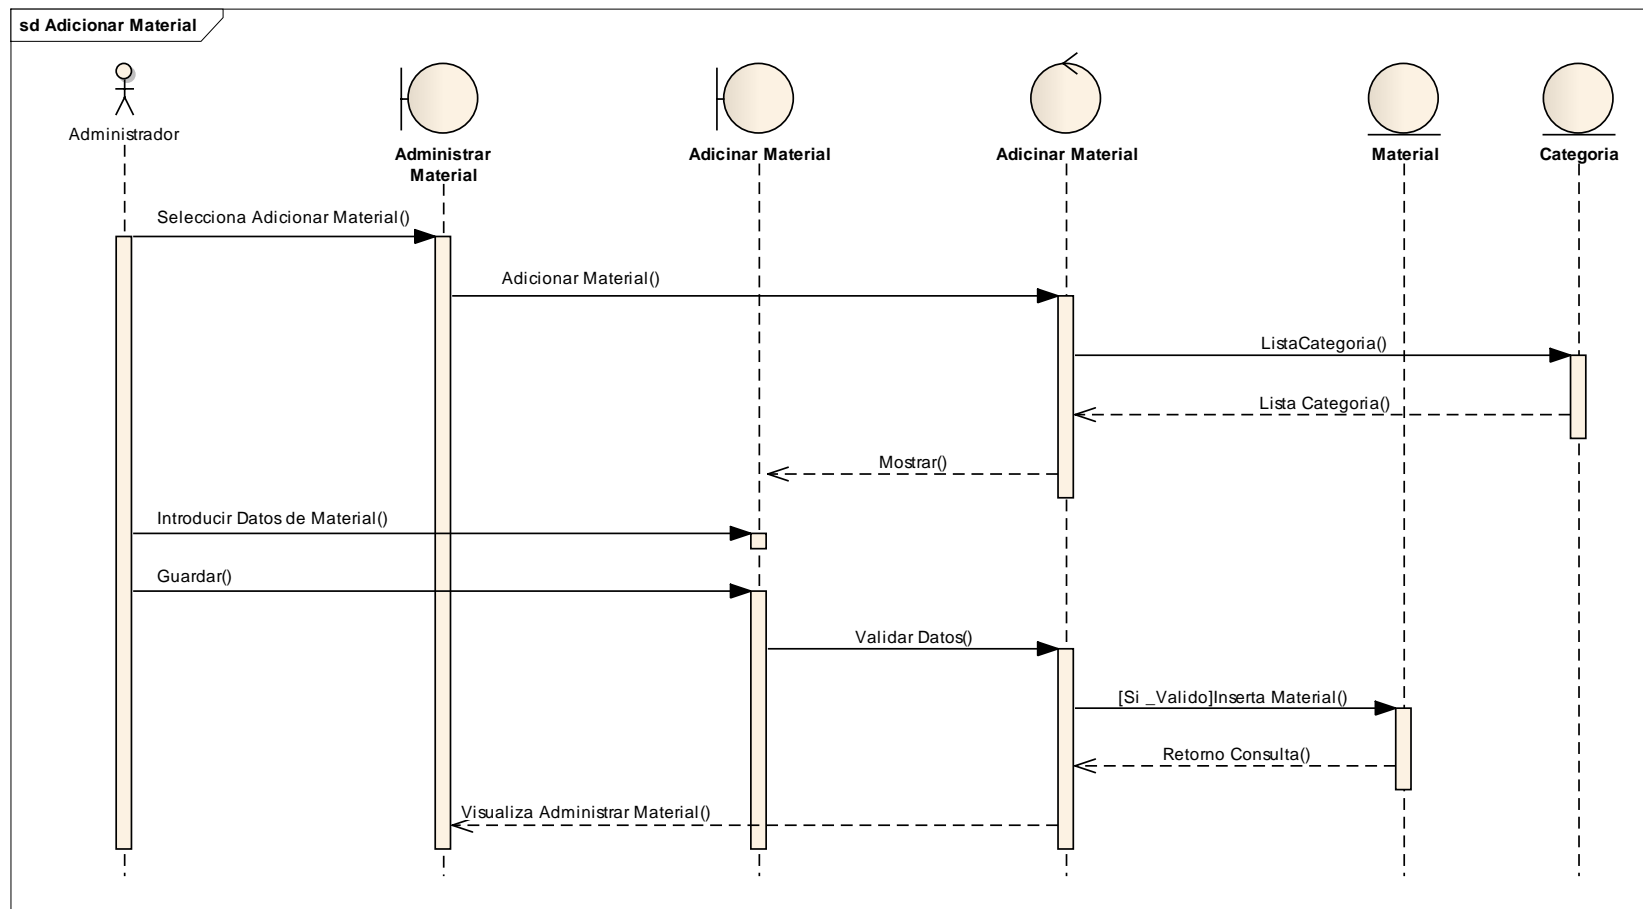 sd Adicionar Material
Administrador
Administrar
Material
Adicinar Material
Adicinar Material
Material
Categoria
Selecciona Adicionar Material()
Adicionar Material()
ListaCategoria()
Lista Categoria()
Mostrar()
Introducir Datos de Material()
Guardar()
Validar Datos()
[Si _Valido]Inserta Material()
Retorno Consulta()
Visualiza Administrar Material()